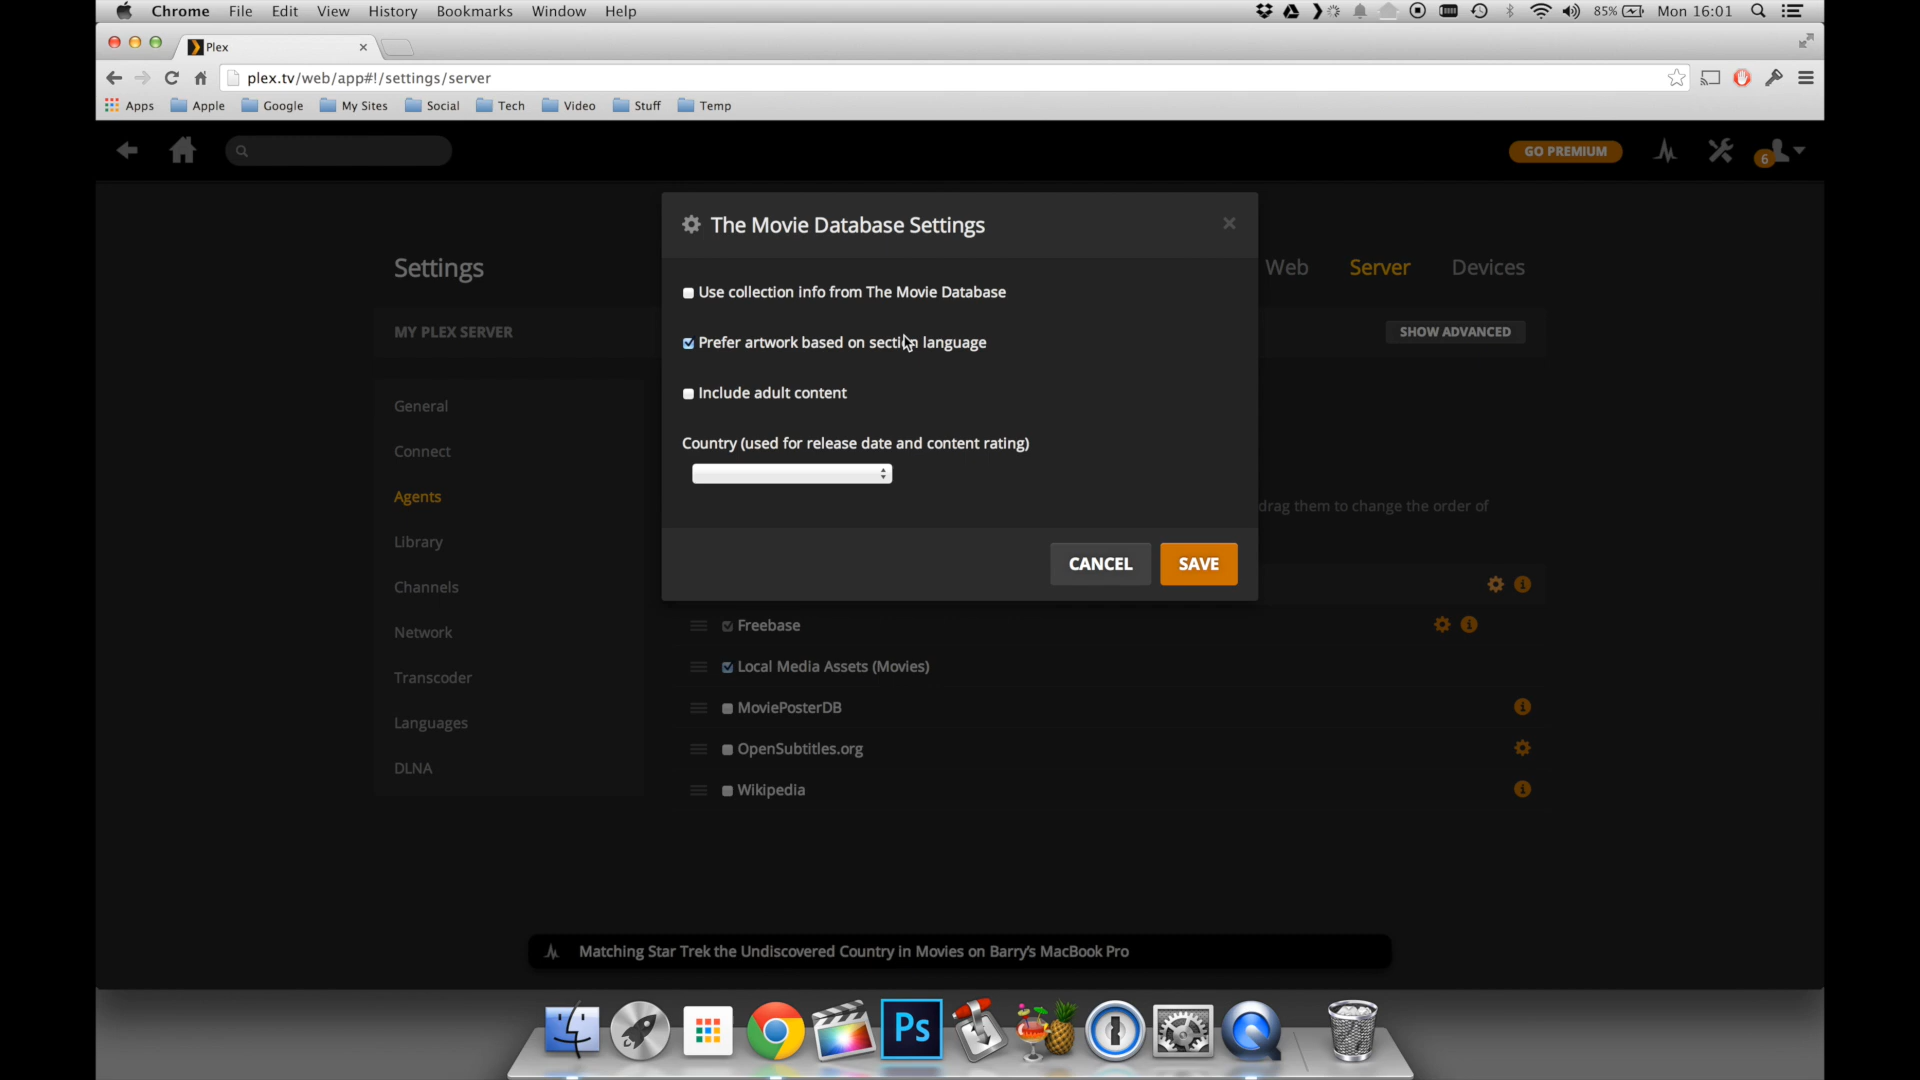 Chrome File Edit View History Bookmarks Window Help 85% Mon 16:01
Plex
plex.tv/web/app#!/settings/server
Apps Apple Google My Sites Social Tech Video Stuff Temp
GO PREMIUM 6
The Movie Database Settings
Settings Web Server Devices
Use collection info from The Movie Database
MY PLEX SERVER SHOW ADVANCED
Prefer artwork based on section language
Include adult content
General
Country (used for release date and content rating)
Connect
Agents
drag them to change the order of
Library
CANCEL SAVE
Channels
Freebase
Network
Local Media Assets (Movies)
Transcoder
MoviePosterDB
Languages
OpenSubtitles.org
DLNA
Wikipedia
Matching Star Trek the Undiscovered Country in Movies on Barry's MacBook Pro
Ps